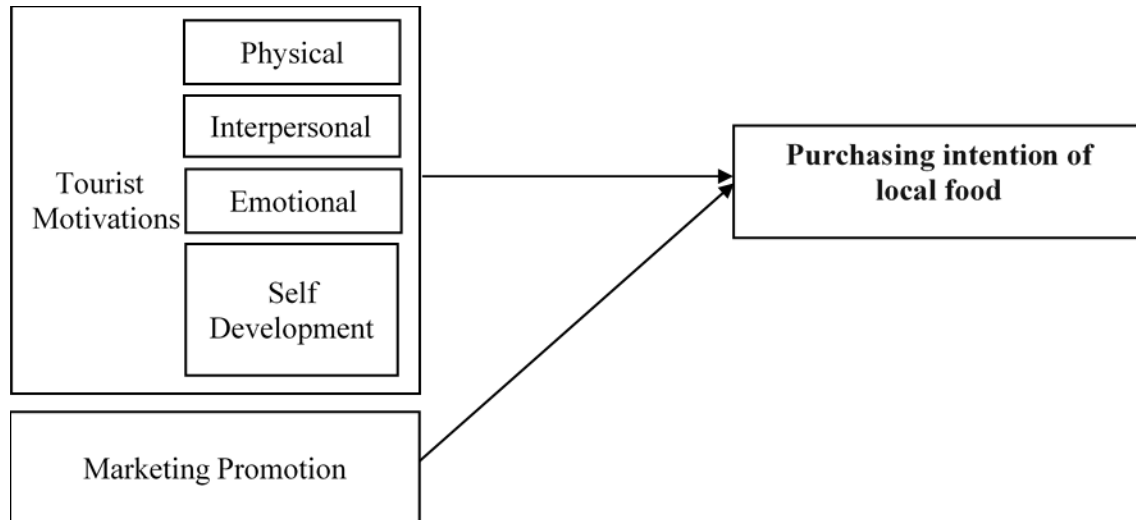 Physical
Interpersonal
Tourist
Motivations
Emotional
Self
Development
Marketing Promotion
Purchasing intention of
local food